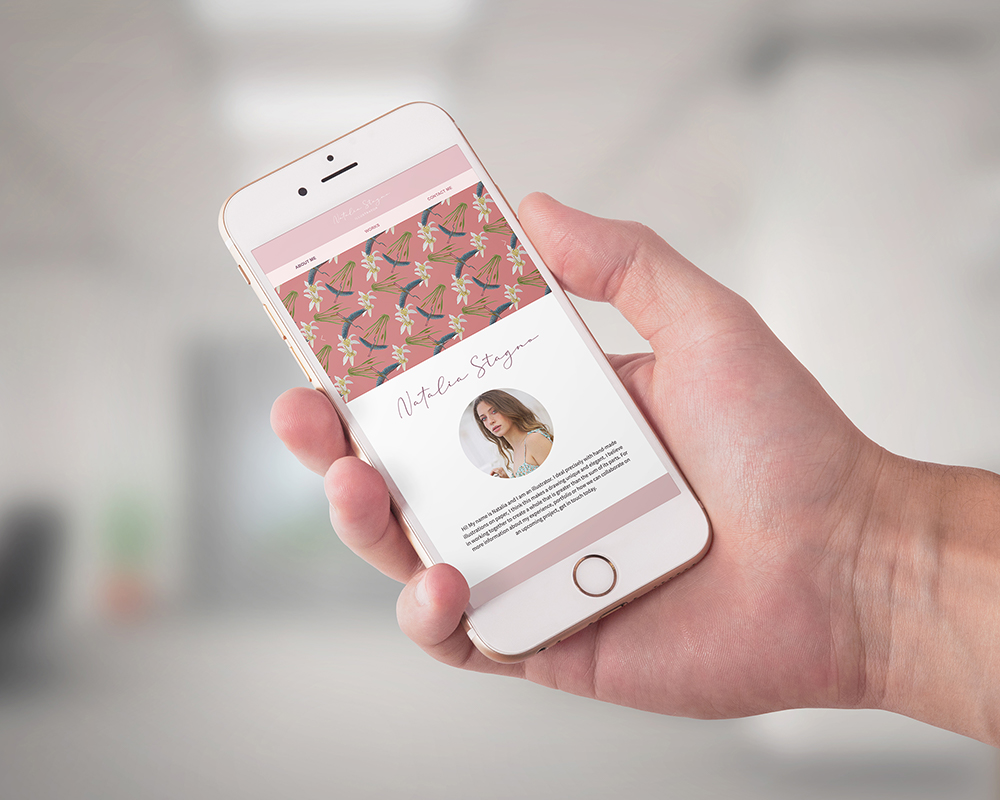 Natalia Stagno
ABOUT ME
WORKS
CONTACT ME
Natalia Stagno
Hi! My name is Natalia and I am an illustrator. I deal precisely with hand-made
illustrations on paper, I think this makes a drawing unique and elegant. I believe
in working together to create a whole that is greater than the sum of its parts. For
more information about my experience, portfolio or how we can collaborate on
an upcoming project, get in touch today.